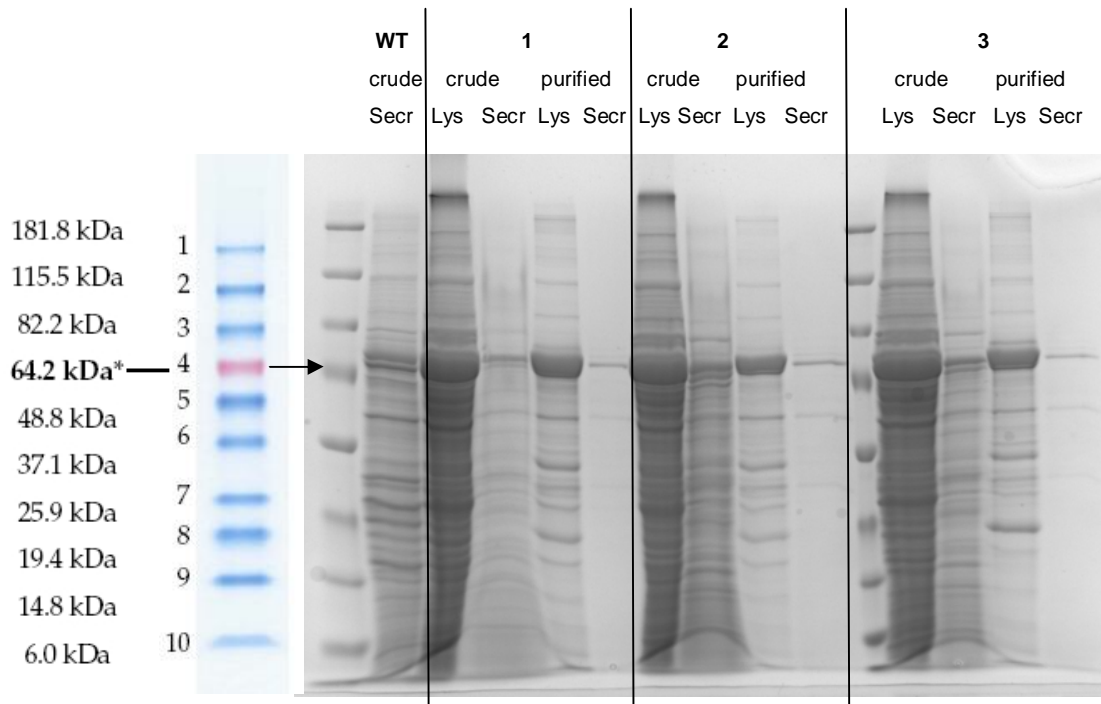 WT 1 2 3
crude crude purified crude purified crude purified
Secr Lys Secr Lys Secr Lys Secr Lys Secr Lys Secr Lys Secr
181.8 kDa 1
115.5 kDa 2
82.2 kDa 3
64.2 kDa* 4
48.8 kDa 5
37.1 kDa 6
25.9 kDa 7
19.4 kDa 8
14.8 kDa 9
6.0 kDa 10